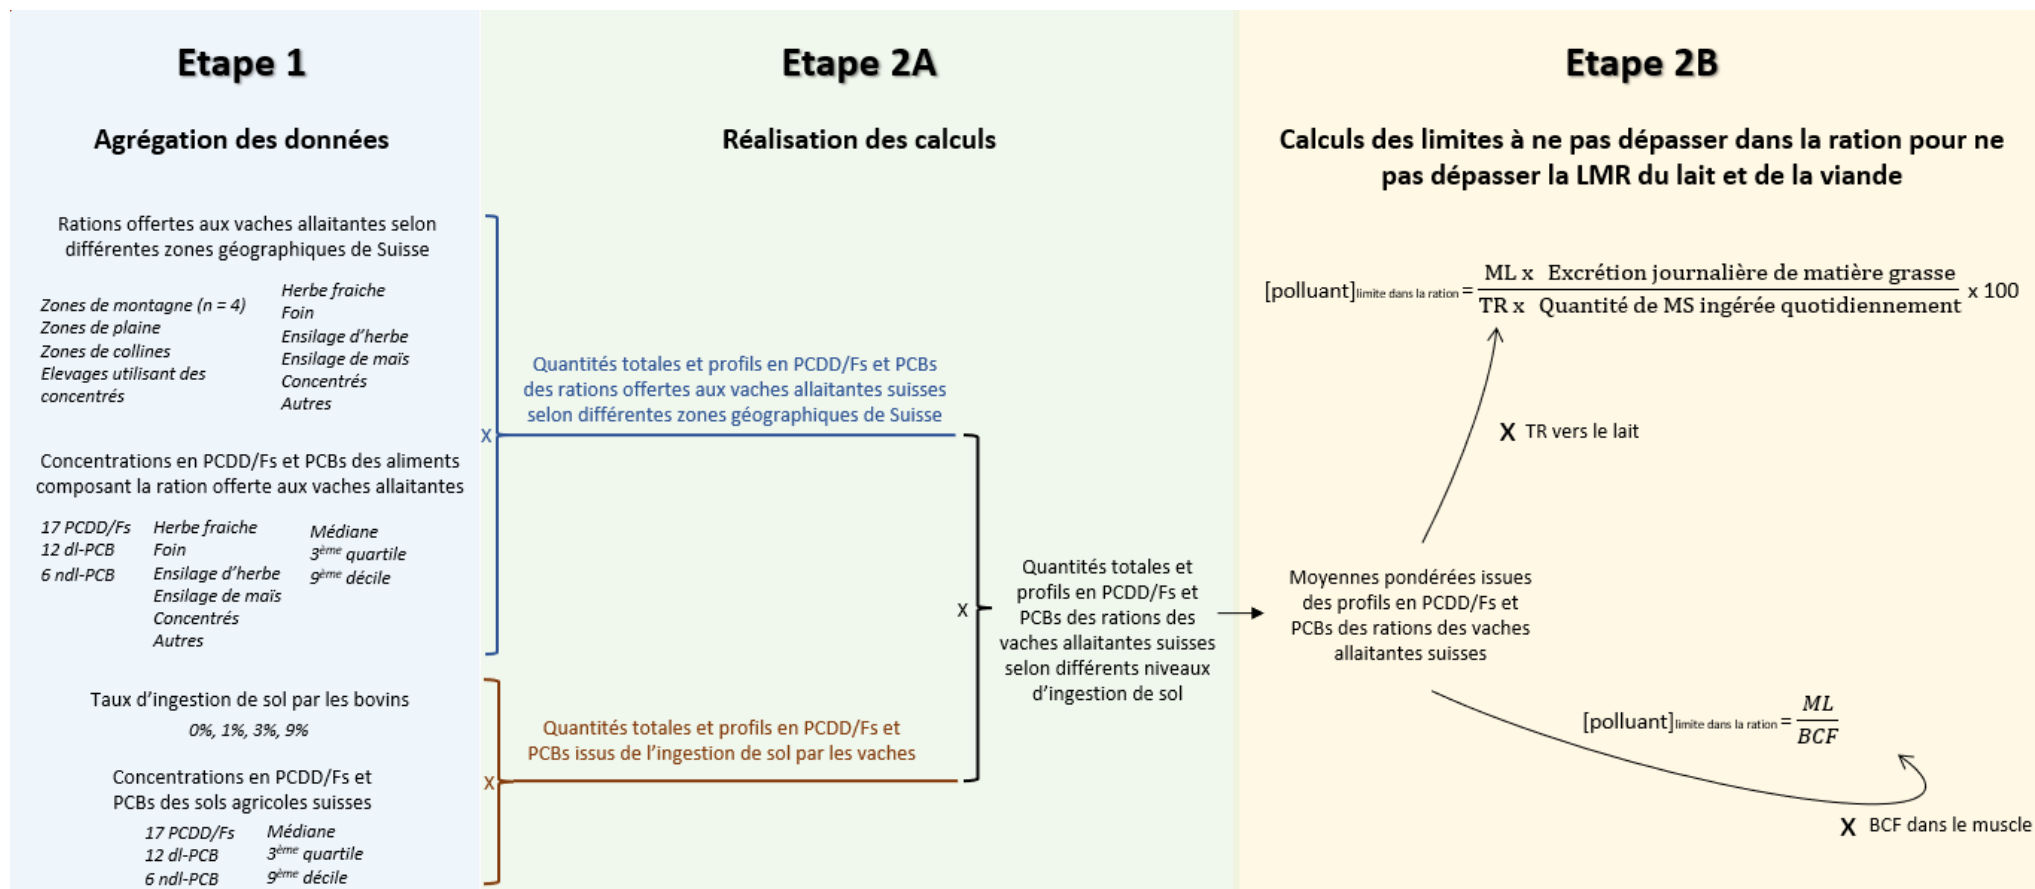 Etape 1
Agrégation des données
Rations offertes aux vaches allaitantes selon
différentes zones géographiques de Suisse
Zones de montagne (n = 4)
Zones de plaine
Zones de collines
Elevages utilisant des
concentrés
Herbe fraiche
Foin
Ensilage d'herbe
Ensilage de maïs
Concentrés
Autres
X
Concentrations en PCDD/Fs et PCBs des aliments
composant la ration offerte aux vaches allaitantes
17 PCDD/Fs
12 dl-PCB
6 ndl-PCB
Herbe fraiche
Foin
Ensilage d'herbe
Ensilage de maïs
Concentrés
Autres
Médiane
3ème quartile
9ème décile
Taux d'ingestion de sol par les bovins
0%, 1%, 3%, 9%
X
Concentrations en PCDD/Fs et
PCBs des sols agricoles suisses
17 PCDD/Fs
12 dl-PCB
6 ndl-PCB
Médiane
3ème quartile
9ème décile
Etape 2A
Réalisation des calculs
Quantités totales et profils en PCDD/Fs et PCBs
des rations offertes aux vaches allaitantes suisses
selon différentes zones géographiques de Suisse
Quantités totales et profils en PCDD/Fs et
PCBs issus de l'ingestion de sol par les vaches
X
Quantités totales et
profils en PCDD/Fs et
PCBs des rations des
vaches allaitantes suisses
selon différents niveaux
d'ingestion de sol
Etape 2B
Calculs des limites à ne pas dépasser dans la ration pour ne
pas dépasser la LMR du lait et de la viande
ML x Excrétion journalière de matière grasse
[polluant]limite dans la ration = x 100
TR x Quantité de MS ingérée quotidiennement
X TR vers le lait
Moyennes pondérées issues
des profils en PCDD/Fs et
PCBs des rations des vaches
allaitantes suisses
ML
[polluant]limite dans la ration =
BCF
X BCF dans le muscle